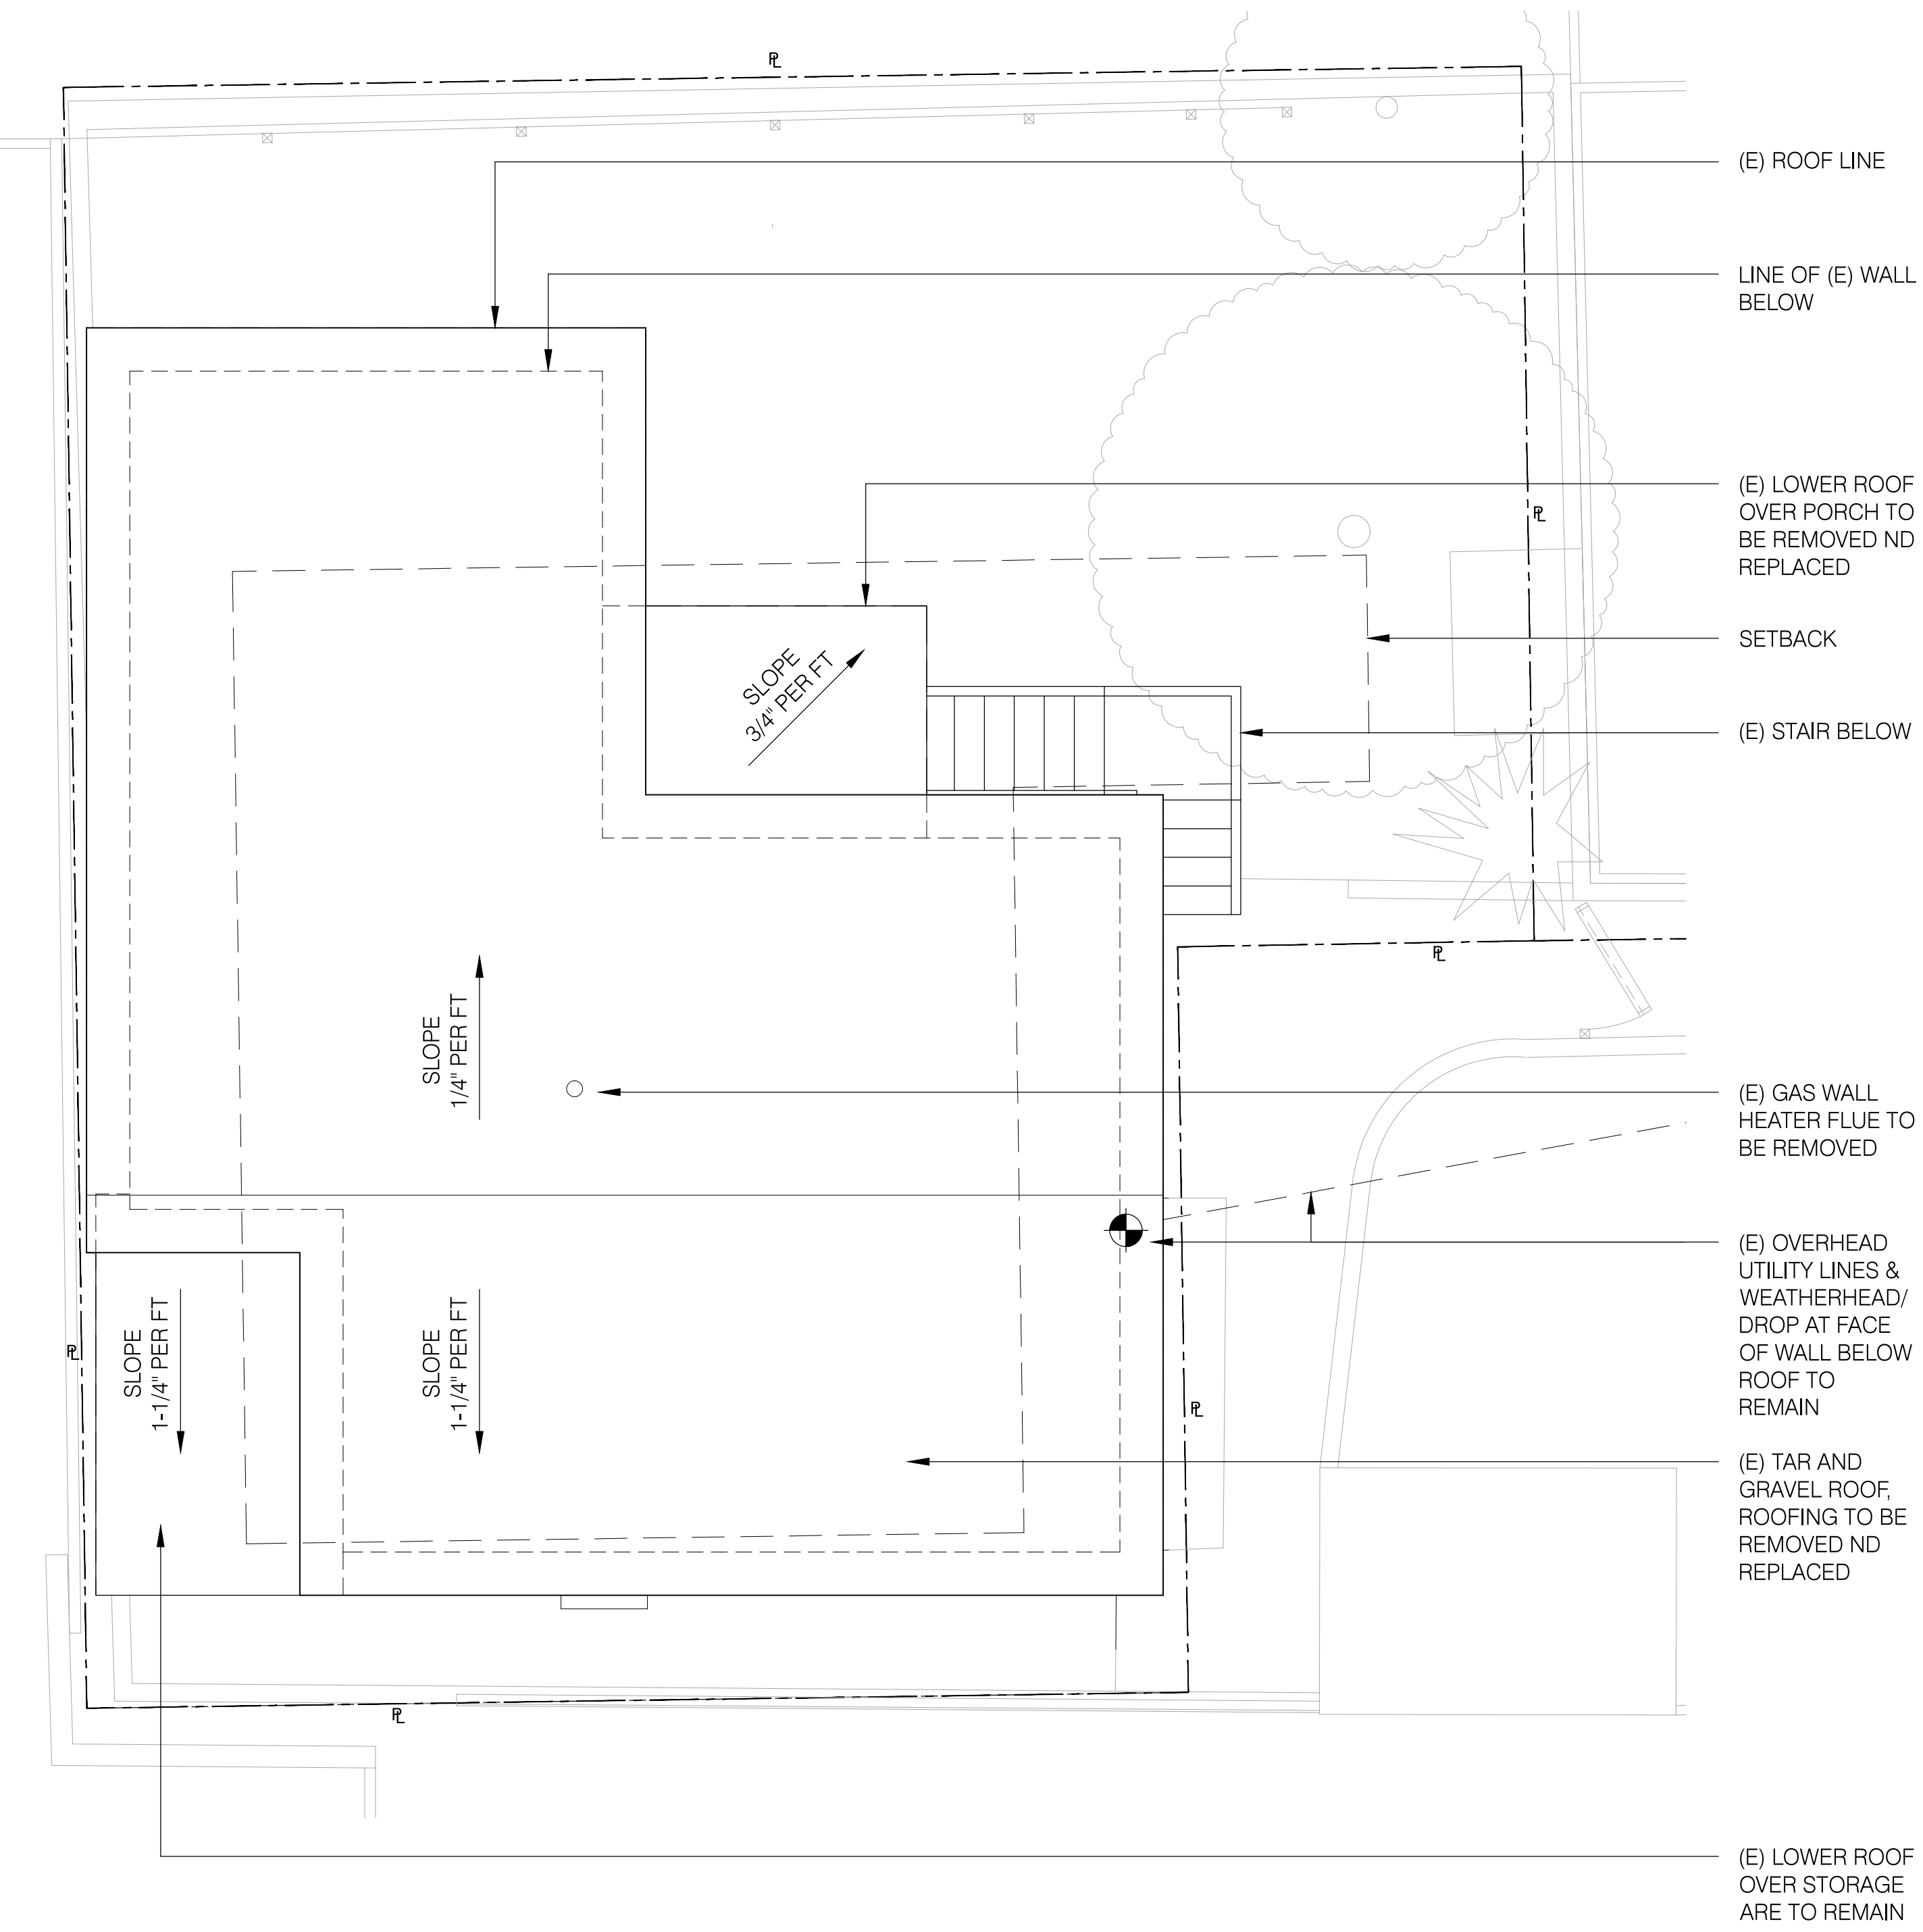 ℄
(E) ROOF LINE
LINE OF (E) WALL
BELOW
(E) LOWER ROOF
OVER PORCH TO
BE REMOVED ND
REPLACED
PL
SETBACK
SLOPE
3/4" PER FT
(E) STAIR BELOW
PL
SLOPE
1/4" PER FT
(E) GAS WALL
HEATER FLUE TO
BE REMOVED
(E) OVERHEAD
UTILITY LINES &
WEATHERHEAD/
DROP AT FACE
OF WALL BELOW
ROOF TO
REMAIN
SLOPE
1-1/4" PER FT
SLOPE
1-1/4" PER FT
PL
PL
(E) TAR AND
GRAVEL ROOF,
ROOFING TO BE
REMOVED ND
REPLACED
PL
(E) LOWER ROOF
OVER STORAGE
ARE TO REMAIN